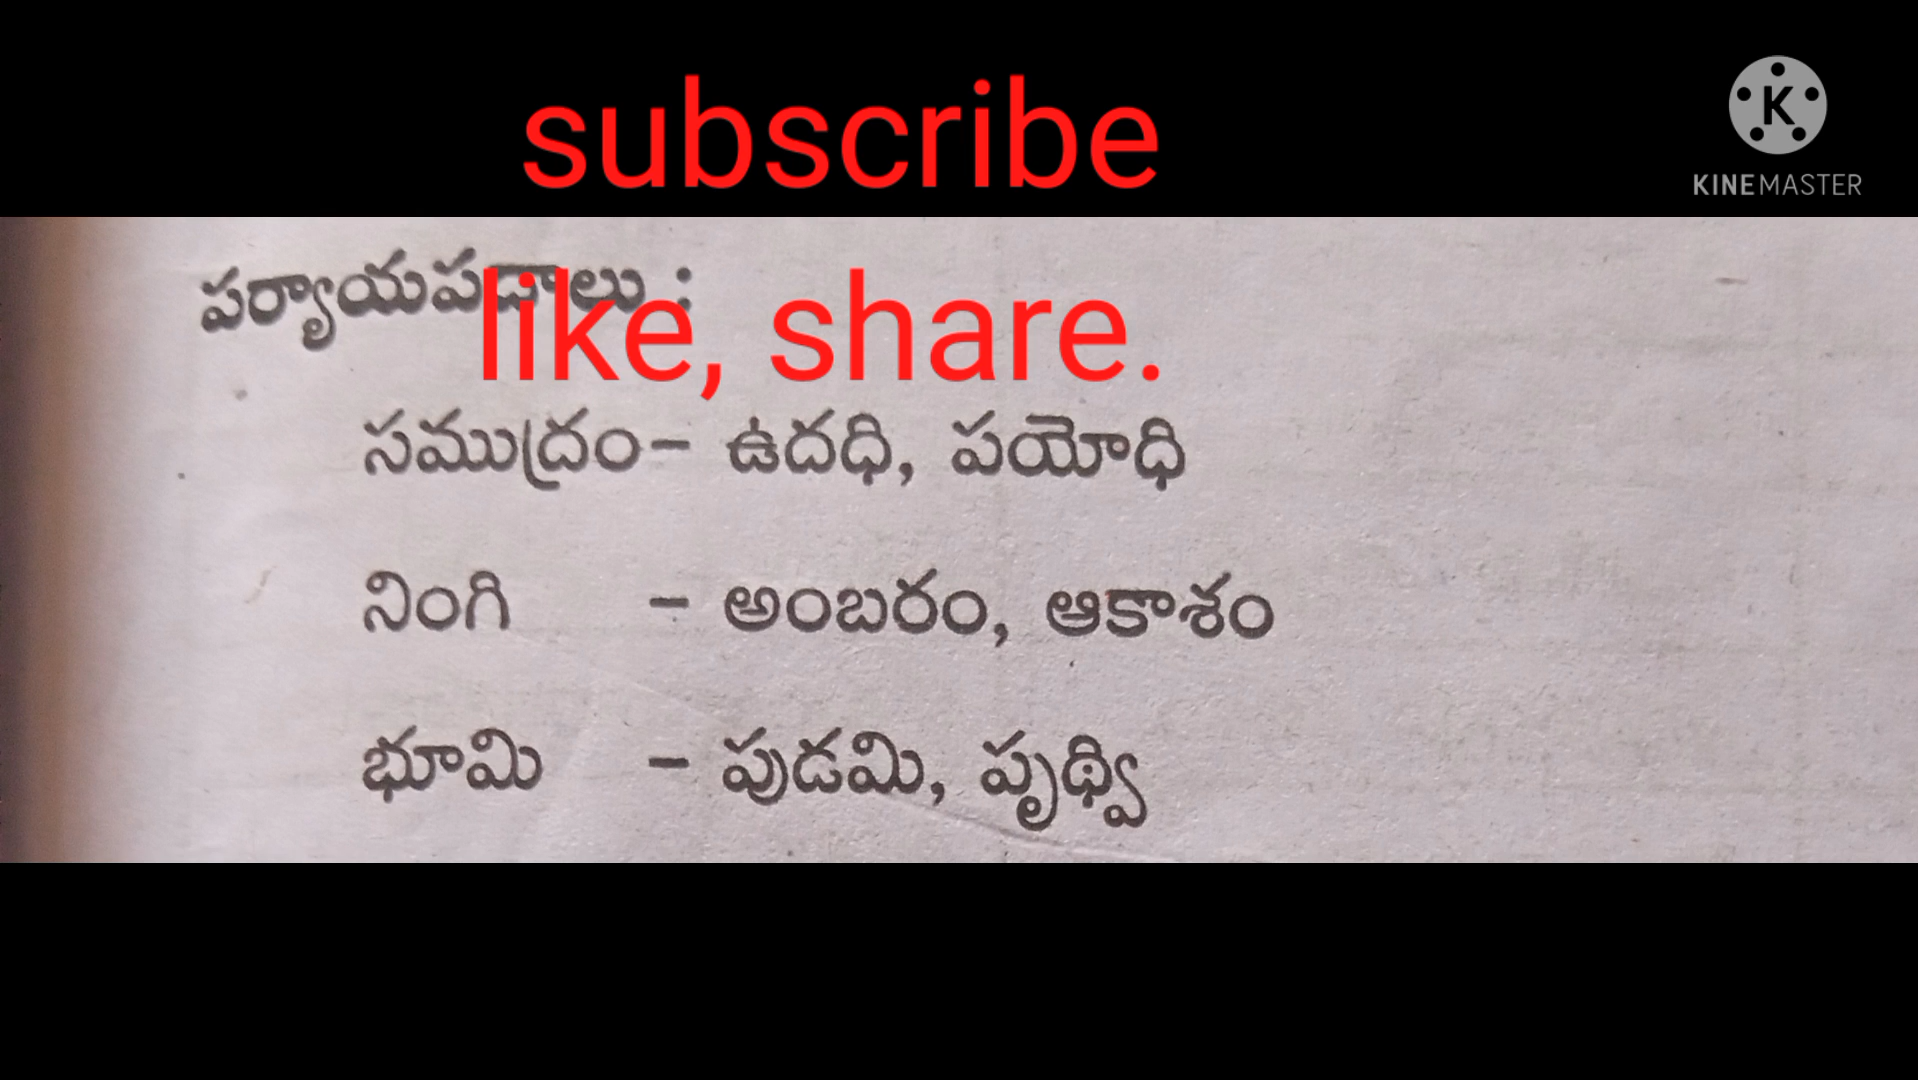 subscribe
KINEMASTER
పర్యాయపదాలు :
like, share.
సముద్రం– ఉదధి, పయోధి
నింగి – అంబరం, ఆకాశం
భూమి – పుడమి, పృథ్వి